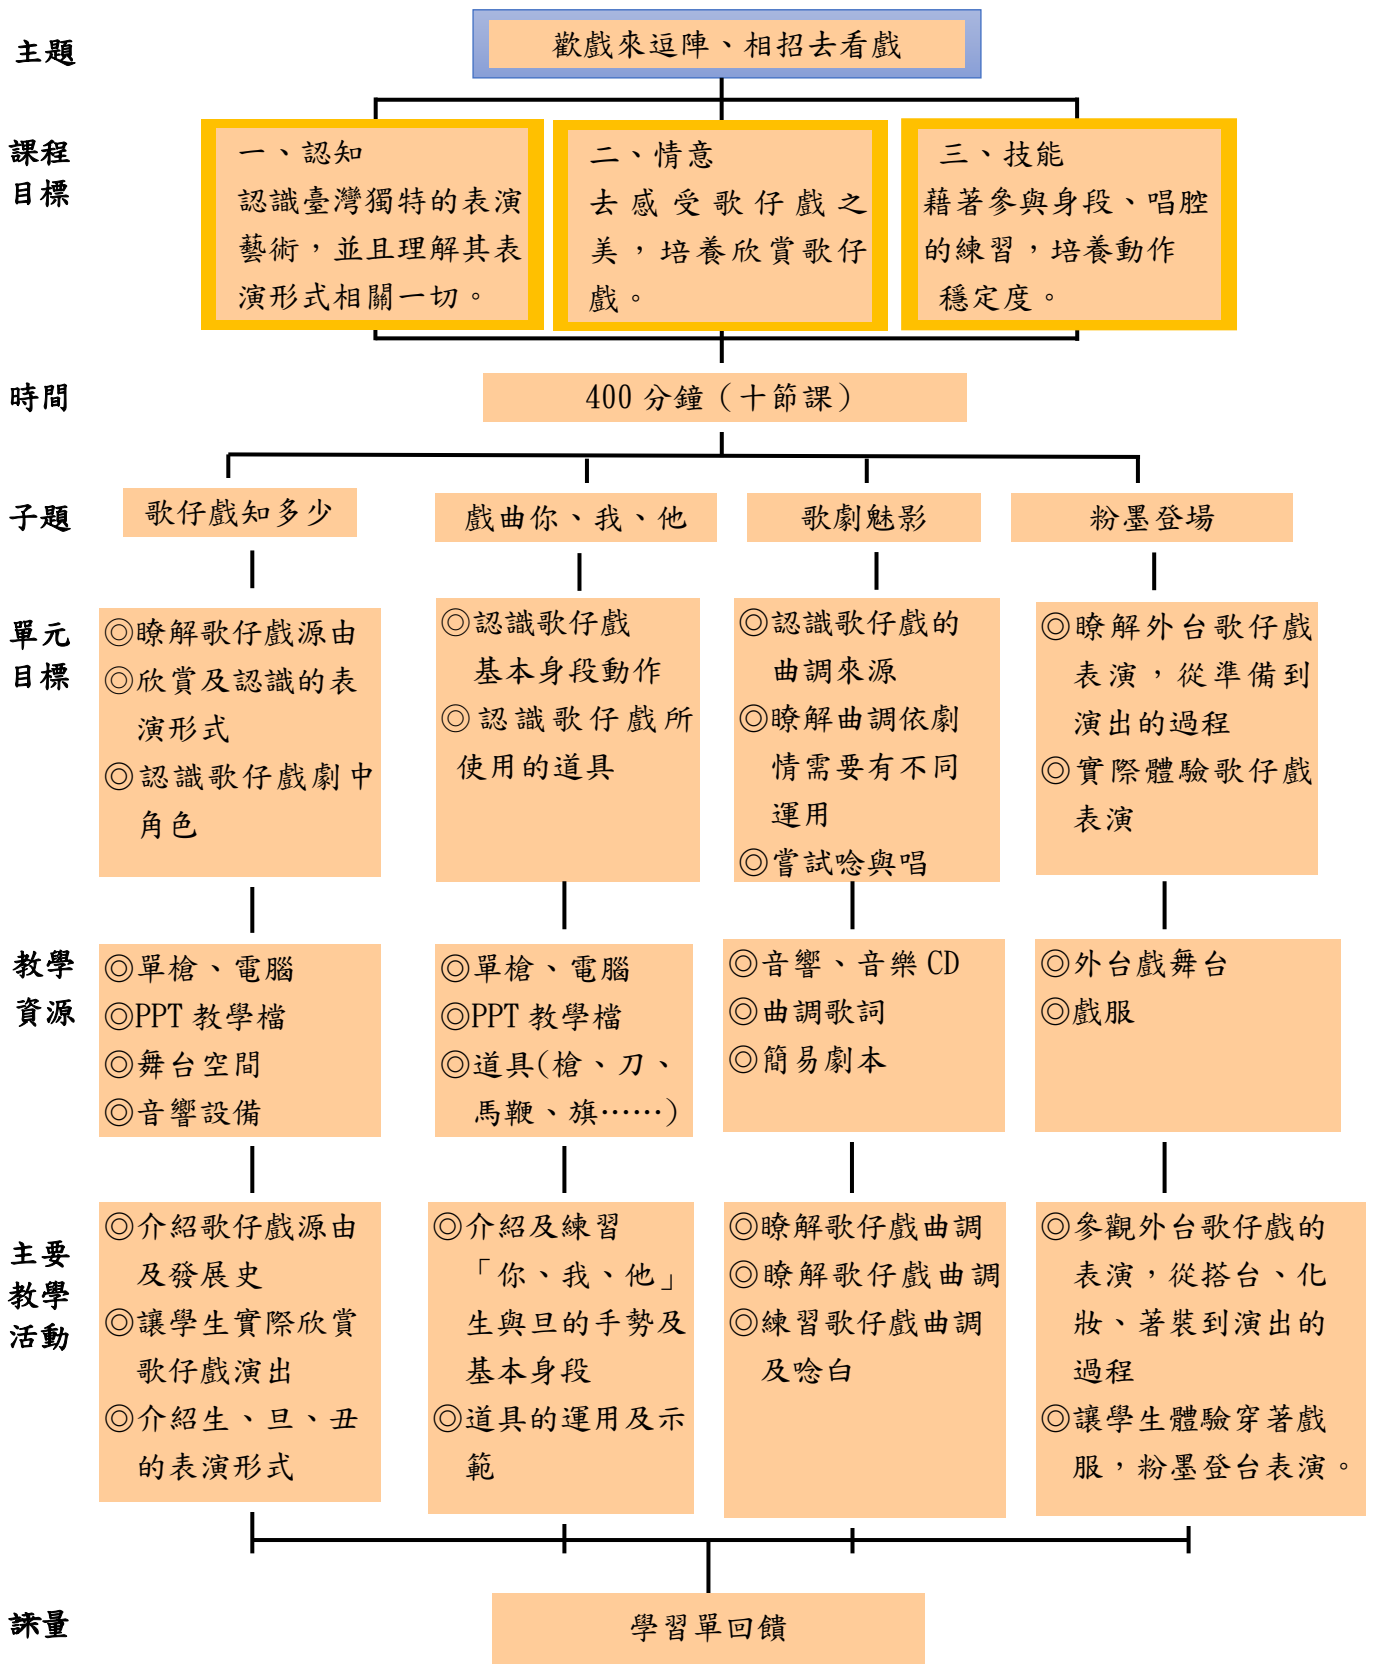 主題
歡戲來逗陣、相招去看戲
課程
目標
一、認知
認識臺灣獨特的表演
藝術，並且理解其表
演形式相關一切。
二、情意
去感受歌仔戲之
美，培養欣賞歌仔
戲。
三、技能
藉著參與身段、唱腔
的練習，培養動作
穩定度。
時間
400 分鐘（十節課）
子題
歌仔戲知多少
戲曲你、我、他
歌劇魅影
粉墨登場
單元
目標
◎瞭解歌仔戲源由
◎欣賞及認識的表
演形式
◎認識歌仔戲劇中
角色
◎認識歌仔戲
基本身段動作
◎認識歌仔戲所
使用的道具
◎認識歌仔戲的
曲調來源
◎瞭解曲調依劇
情需要有不同
運用
◎嘗試唸與唱
◎瞭解外台歌仔戲
表演，從準備到
演出的過程
◎實際體驗歌仔戲
表演
教學
資源
◎單槍、電腦
◎PPT 教學檔
◎舞台空間
◎音響設備
◎單槍、電腦
◎PPT 教學檔
◎道具(槍、刀、
馬鞭、旗……)
◎音響、音樂 CD
◎曲調歌詞
◎簡易劇本
◎外台戲舞台
◎戲服
主要
教學
活動
◎介紹歌仔戲源由
及發展史
◎讓學生實際欣賞
歌仔戲演出
◎介紹生、旦、丑
的表演形式
◎介紹及練習
「你、我、他」
生與旦的手勢及
基本身段
◎道具的運用及示
範
◎瞭解歌仔戲曲調
◎瞭解歌仔戲曲調
◎練習歌仔戲曲調
及唸白
◎參觀外台歌仔戲的
表演，從搭台、化
妝、著裝到演出的
過程
◎讓學生體驗穿著戲
服，粉墨登台表演。
量
學習單回饋